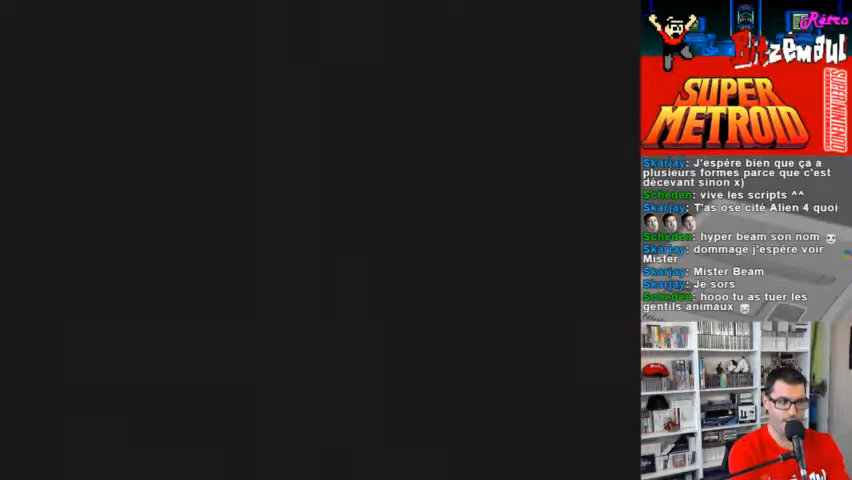 Rétro
Bitzemaul
SUPER
METROID
SUPER NINTENDO
Skarjay: J'espère bien que ça a
plusieurs formes parce que c'est
décevant sinon x)
Scheden: vive les scripts ^^
Skarjay: T'as osé cité Alien 4 quoi
Scheden: hyper beam son nom
Skarjay: dommage j'espère voir
Mister
Skarjay: Mister Beam
Skarjay: Je sors
Scheden: hooo tu as tuer les
gentils animaux